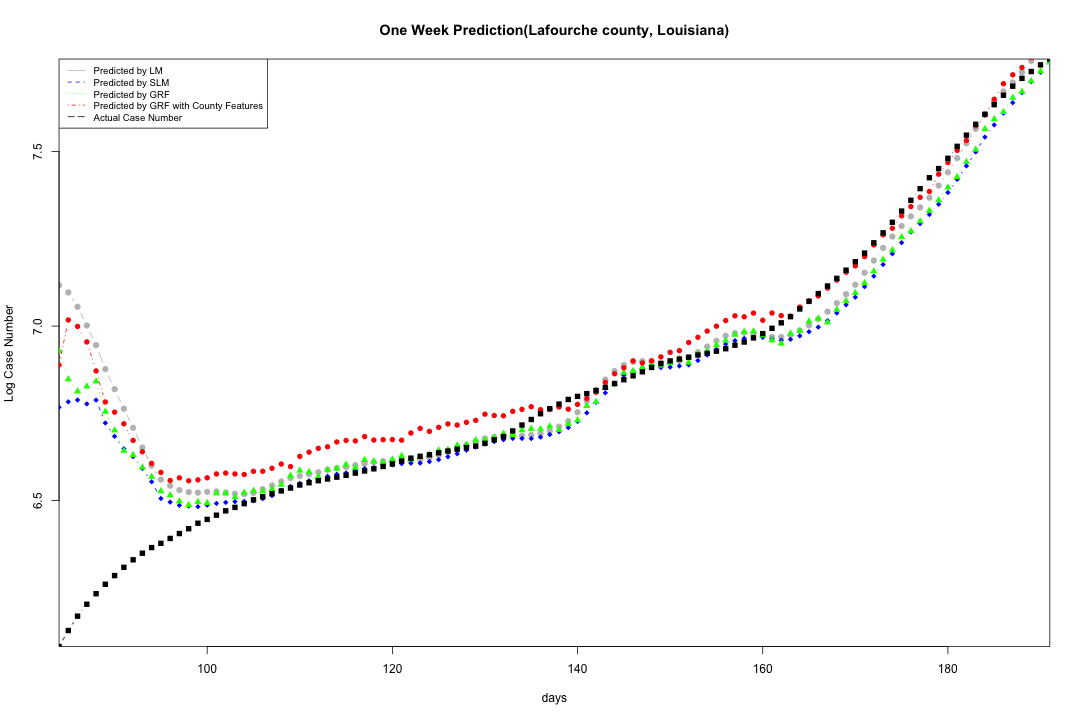 One Week Prediction(Lafourche county, Louisiana)
Predicted by LM
Predicted by SLM
Predicted by GRF
Predicted by GRF with County Features
Actual Case Number
7.5
7.0
6.5
Log Case Number
100 120 140 160 180
days